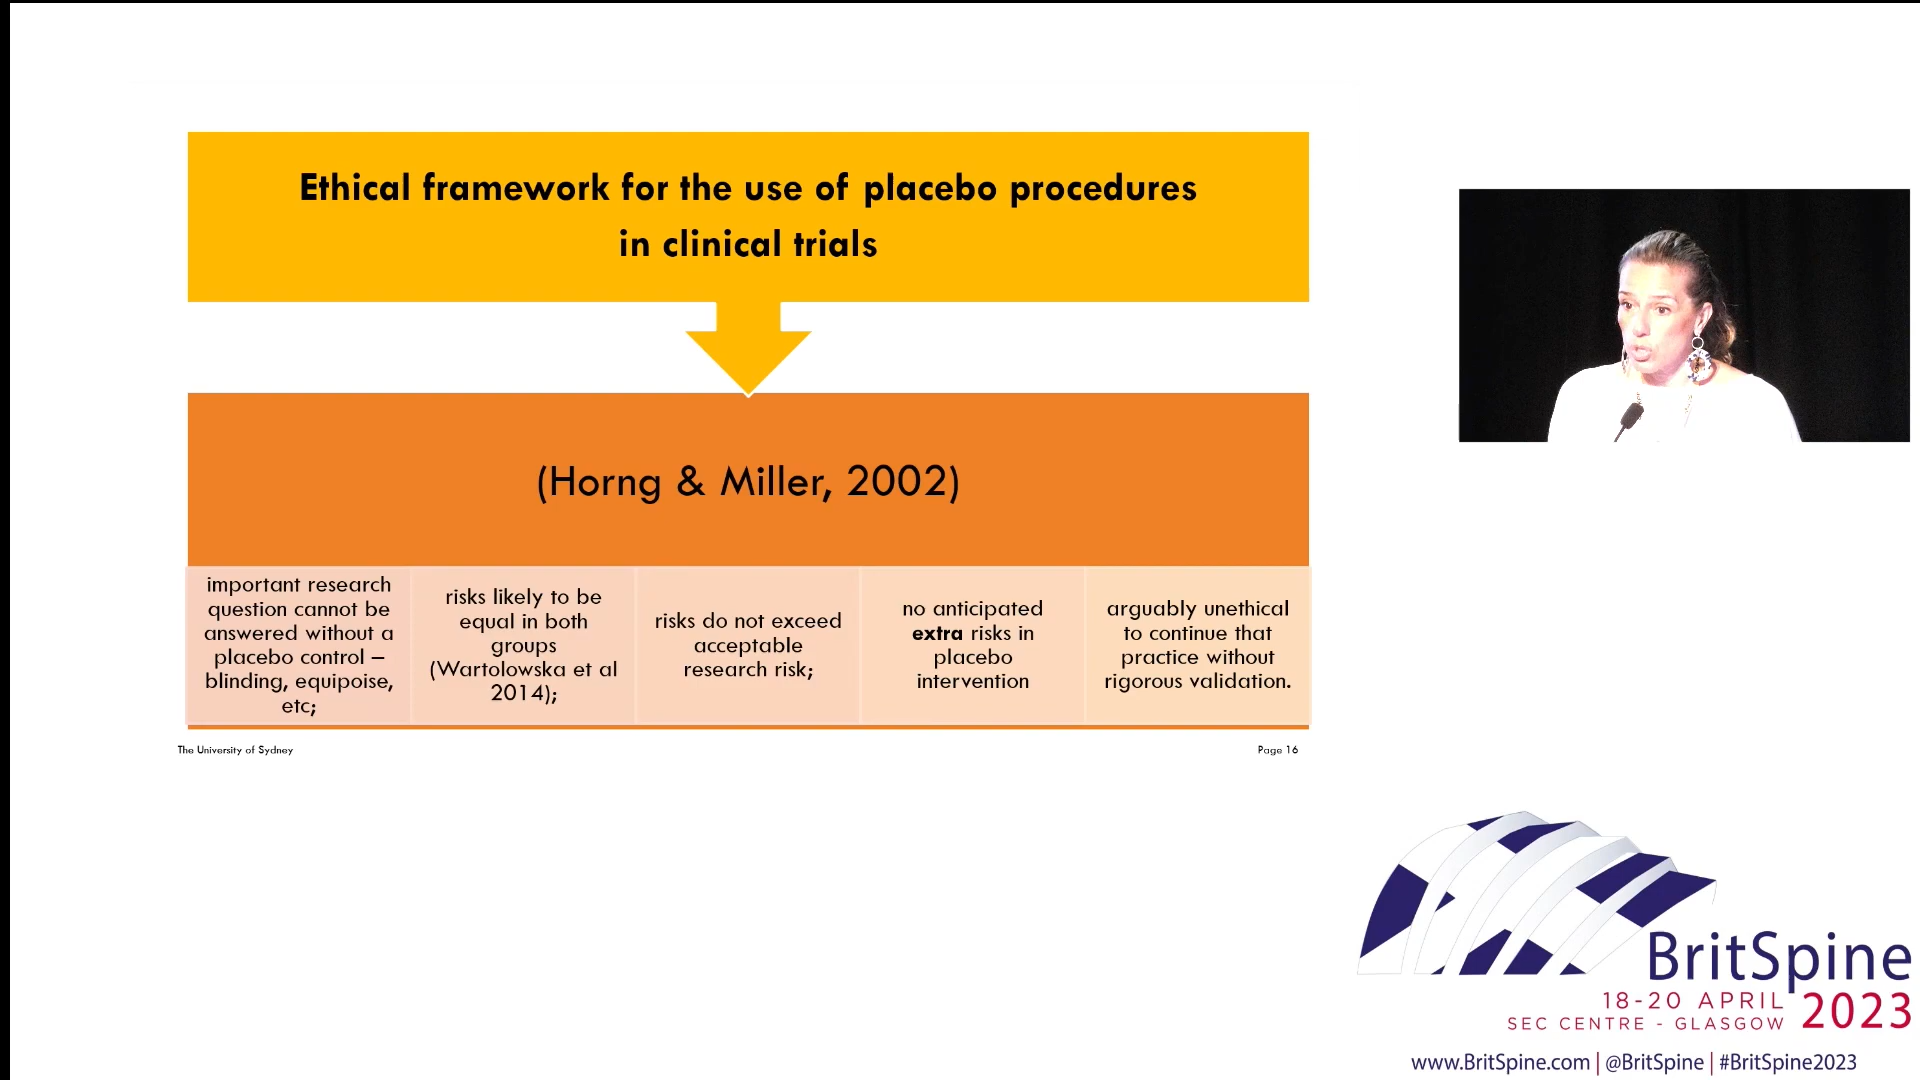 Ethical framework for the use of placebo procedures
in clinical trials
(Horng & Miller, 2002)
important research
question cannot be
answered without a
placebo control –
blinding, equipoise,
etc;
risks likely to be
equal in both
groups
(Wartolowska et al
2014);
risks do not exceed
acceptable
research risk;
no anticipated
extra risks in
placebo
intervention
arguably unethical
to continue that
practice without
rigorous validation.
The University of Sydney
Page 16
BritSpine
18-20 APRIL
SEC CENTRE - GLASGOW
2023
www.BritSpine.com | @BritSpine | #BritSpine2023